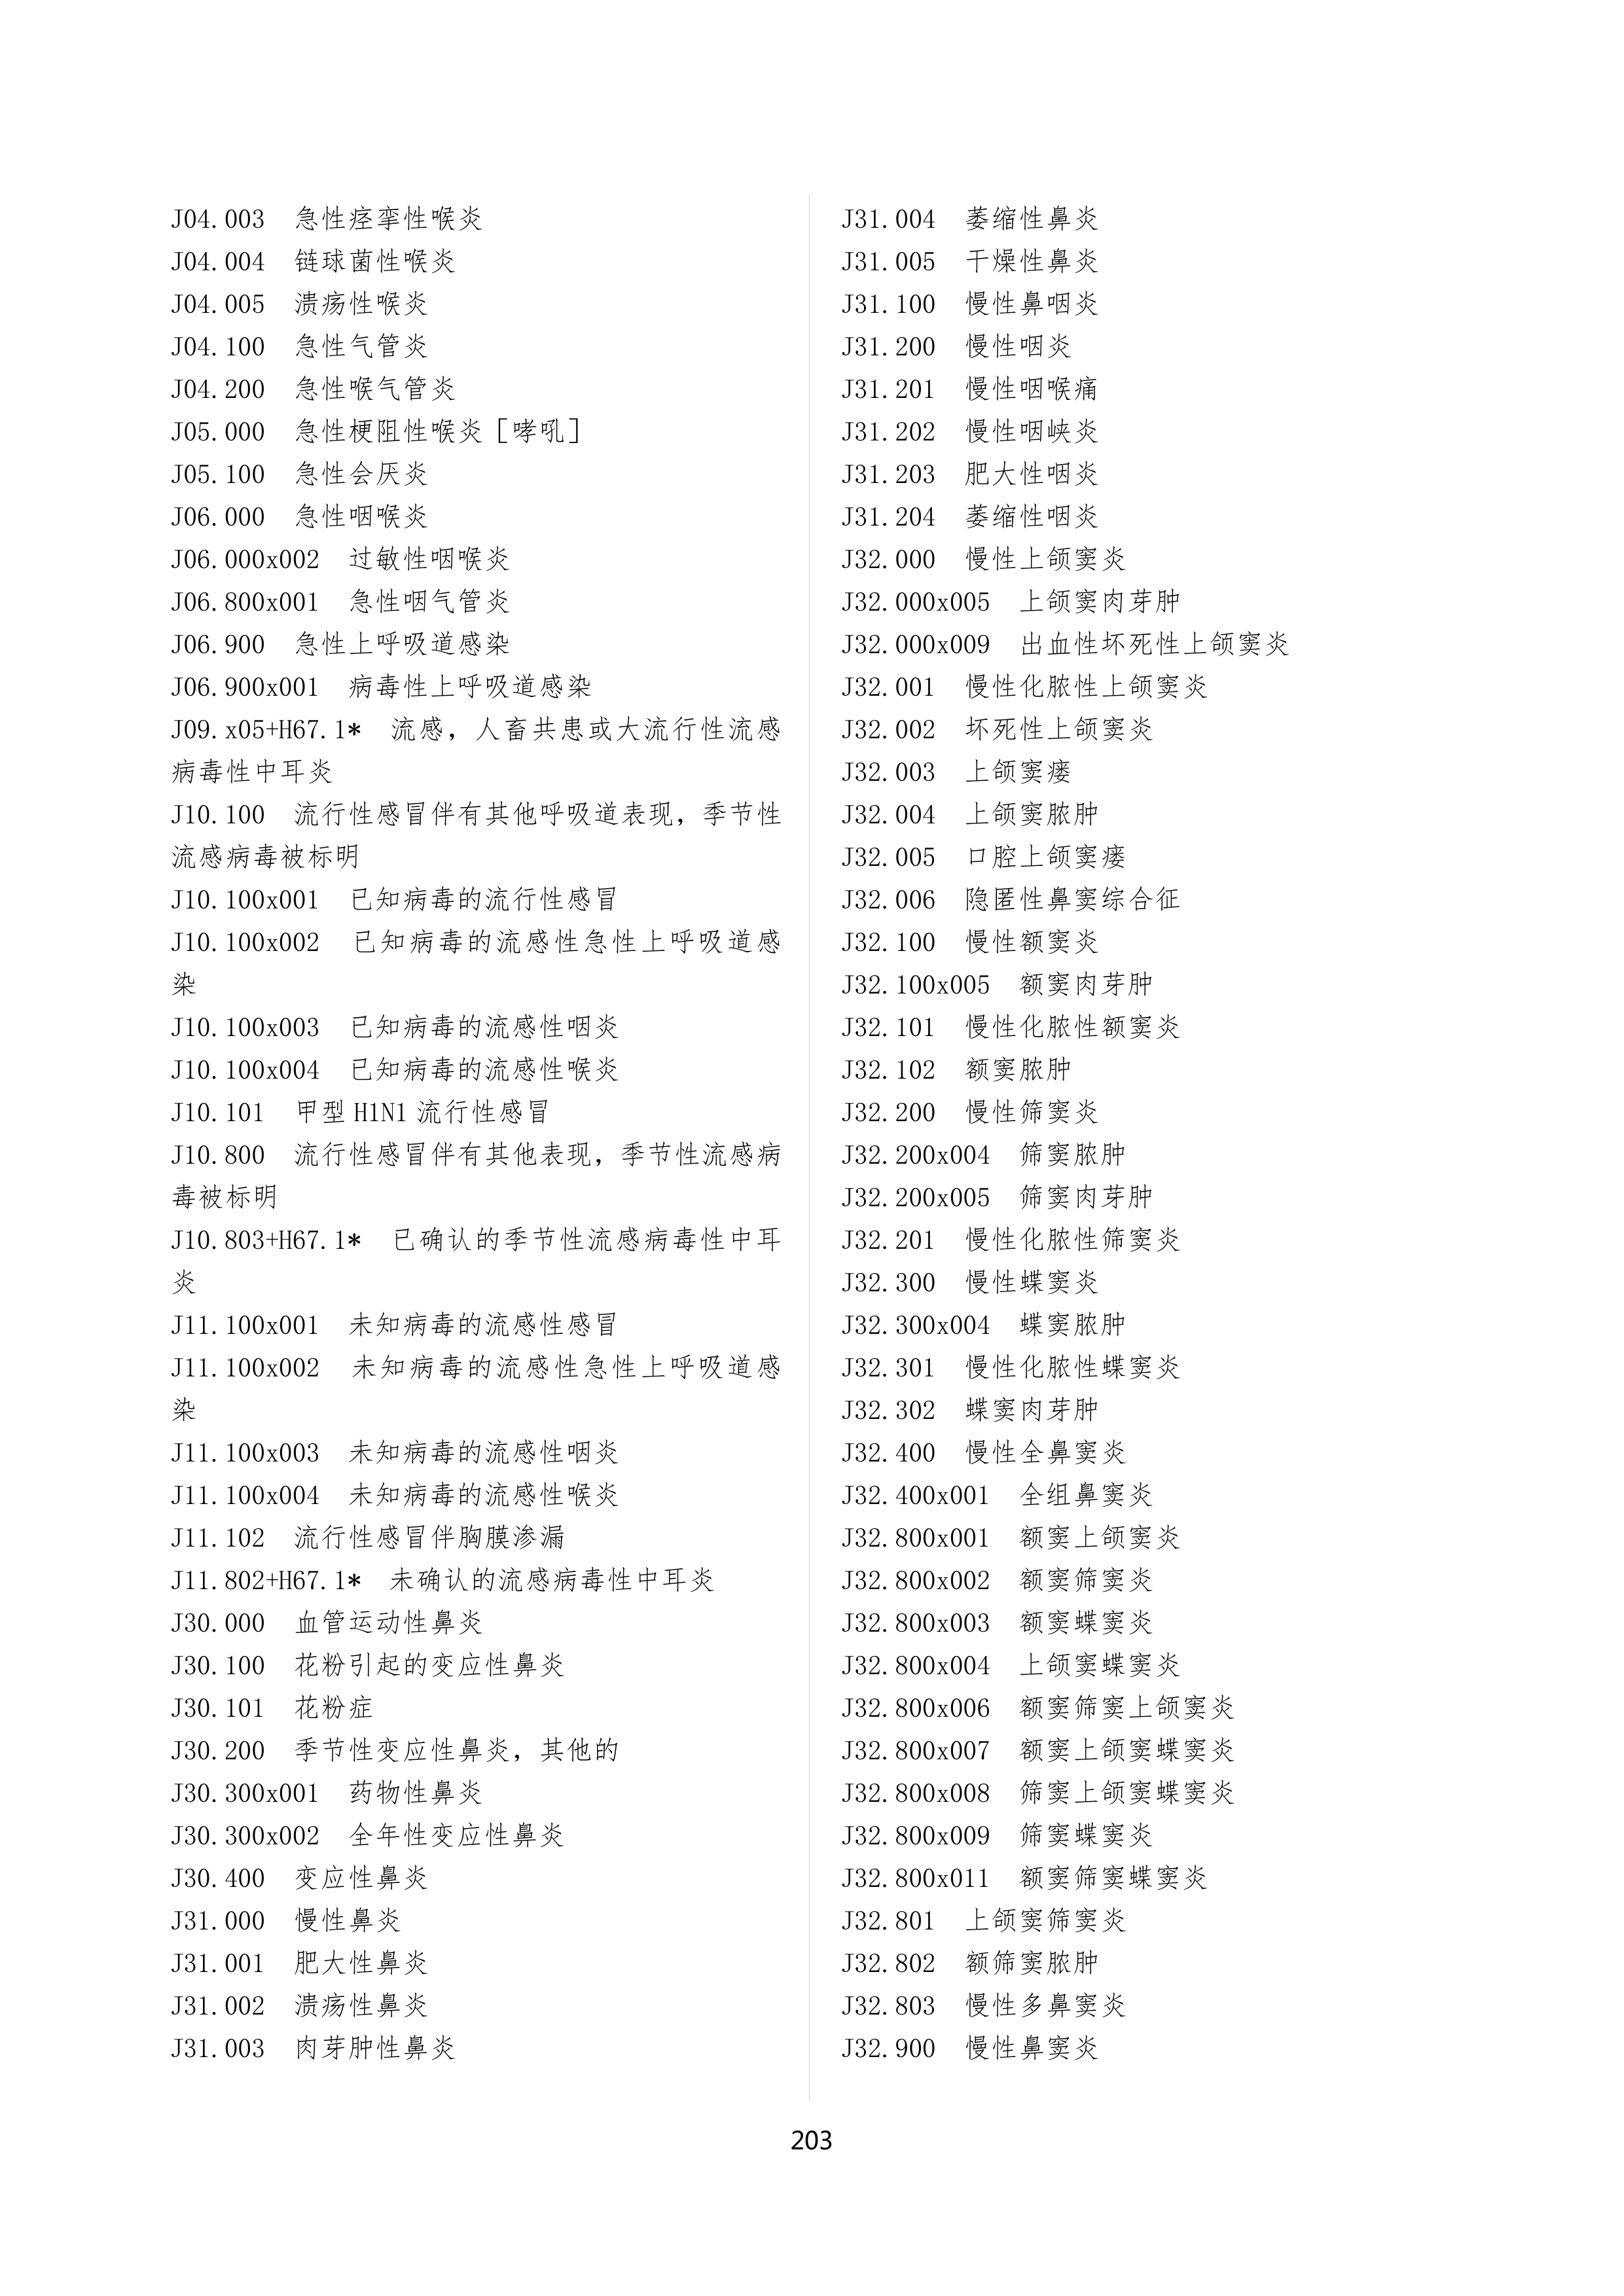 J04.003 急性痉挛性喉炎
J04.004 链球菌性喉炎
J04.005 溃疡性喉炎
J04.100 急性气管炎
J04.200 急性喉气管炎
J05.000 急性梗阻性喉炎［哮吼］
J05.100 急性会厌炎
J06.000 急性咽喉炎
J06.000x002 过敏性咽喉炎
J06.800x001 急性咽气管炎
J06.900 急性上呼吸道感染
J06.900x001 病毒性上呼吸道感染
J09.x05+H67.1* 流感，人畜共患或大流行性流感
病毒性中耳炎
J10.100 流行性感冒伴有其他呼吸道表现，季节性
流感病毒被标明
J10.100x001 已知病毒的流行性感冒
J10.100x002 已知病毒的流感性急性上呼吸道感
染
J10.100x003 已知病毒的流感性咽炎
J10.100x004 已知病毒的流感性喉炎
J10.101 甲型 H1N1 流行性感冒
J10.800 流行性感冒伴有其他表现，季节性流感病
毒被标明
J10.803+H67.1* 已确认的季节性流感病毒性中耳
炎
J11.100x001 未知病毒的流感性感冒
J11.100x002 未知病毒的流感性急性上呼吸道感
染
J11.100x003 未知病毒的流感性咽炎
J11.100x004 未知病毒的流感性喉炎
J11.102 流行性感冒伴胸膜渗漏
J11.802+H67.1* 未确认的流感病毒性中耳炎
J30.000 血管运动性鼻炎
J30.100 花粉引起的变应性鼻炎
J30.101 花粉症
J30.200 季节性变应性鼻炎，其他的
J30.300x001 药物性鼻炎
J30.300x002 全年性变应性鼻炎
J30.400 变应性鼻炎
J31.000 慢性鼻炎
J31.001 肥大性鼻炎
J31.002 溃疡性鼻炎
J31.003 肉芽肿性鼻炎
J31.004 萎缩性鼻炎
J31.005 干燥性鼻炎
J31.100 慢性鼻咽炎
J31.200 慢性咽炎
J31.201 慢性咽喉痛
J31.202 慢性咽峡炎
J31.203 肥大性咽炎
J31.204 萎缩性咽炎
J32.000 慢性上颌窦炎
J32.000x005 上颌窦肉芽肿
J32.000x009 出血性坏死性上颌窦炎
J32.001 慢性化脓性上颌窦炎
J32.002 坏死性上颌窦炎
J32.003 上颌窦瘘
J32.004 上颌窦脓肿
J32.005 口腔上颌窦瘘
J32.006 隐匿性鼻窦综合征
J32.100 慢性额窦炎
J32.100x005 额窦肉芽肿
J32.101 慢性化脓性额窦炎
J32.102 额窦脓肿
J32.200 慢性筛窦炎
J32.200x004 筛窦脓肿
J32.200x005 筛窦肉芽肿
J32.201 慢性化脓性筛窦炎
J32.300 慢性蝶窦炎
J32.300x004 蝶窦脓肿
J32.301 慢性化脓性蝶窦炎
J32.302 蝶窦肉芽肿
J32.400 慢性全鼻窦炎
J32.400x001 全组鼻窦炎
J32.800x001 额窦上颌窦炎
J32.800x002 额窦筛窦炎
J32.800x003 额窦蝶窦炎
J32.800x004 上颌窦蝶窦炎
J32.800x006 额窦筛窦上颌窦炎
J32.800x007 额窦上颌窦蝶窦炎
J32.800x008 筛窦上颌窦蝶窦炎
J32.800x009 筛窦蝶窦炎
J32.800x011 额窦筛窦蝶窦炎
J32.801 上颌窦筛窦炎
J32.802 额筛窦脓肿
J32.803 慢性多鼻窦炎
J32.900 慢性鼻窦炎
203